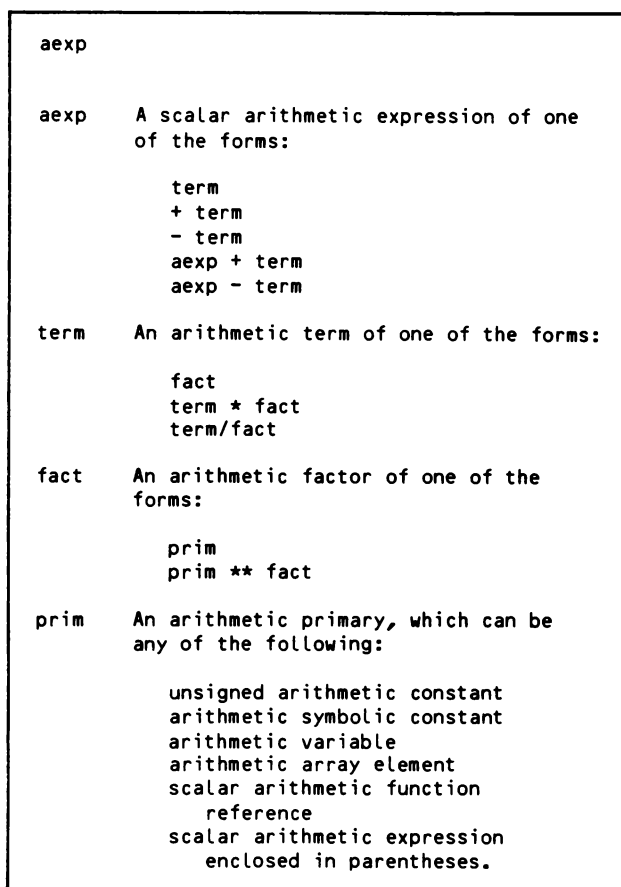 aexp
aexp A scalar arithmetic expression of one
of the forms:
term
+ term
- term
aexp + term
aexp - term
term An arithmetic term of one of the forms:
fact
term * fact
term/fact
fact An arithmetic factor of one of the
forms:
prim
prim ** fact
prim An arithmetic primary, which can be
any of the following:
unsigned arithmetic constant
arithmetic symbolic constant
arithmetic variable
arithmetic array element
scalar arithmetic function
reference
scalar arithmetic expression
enclosed in parentheses.